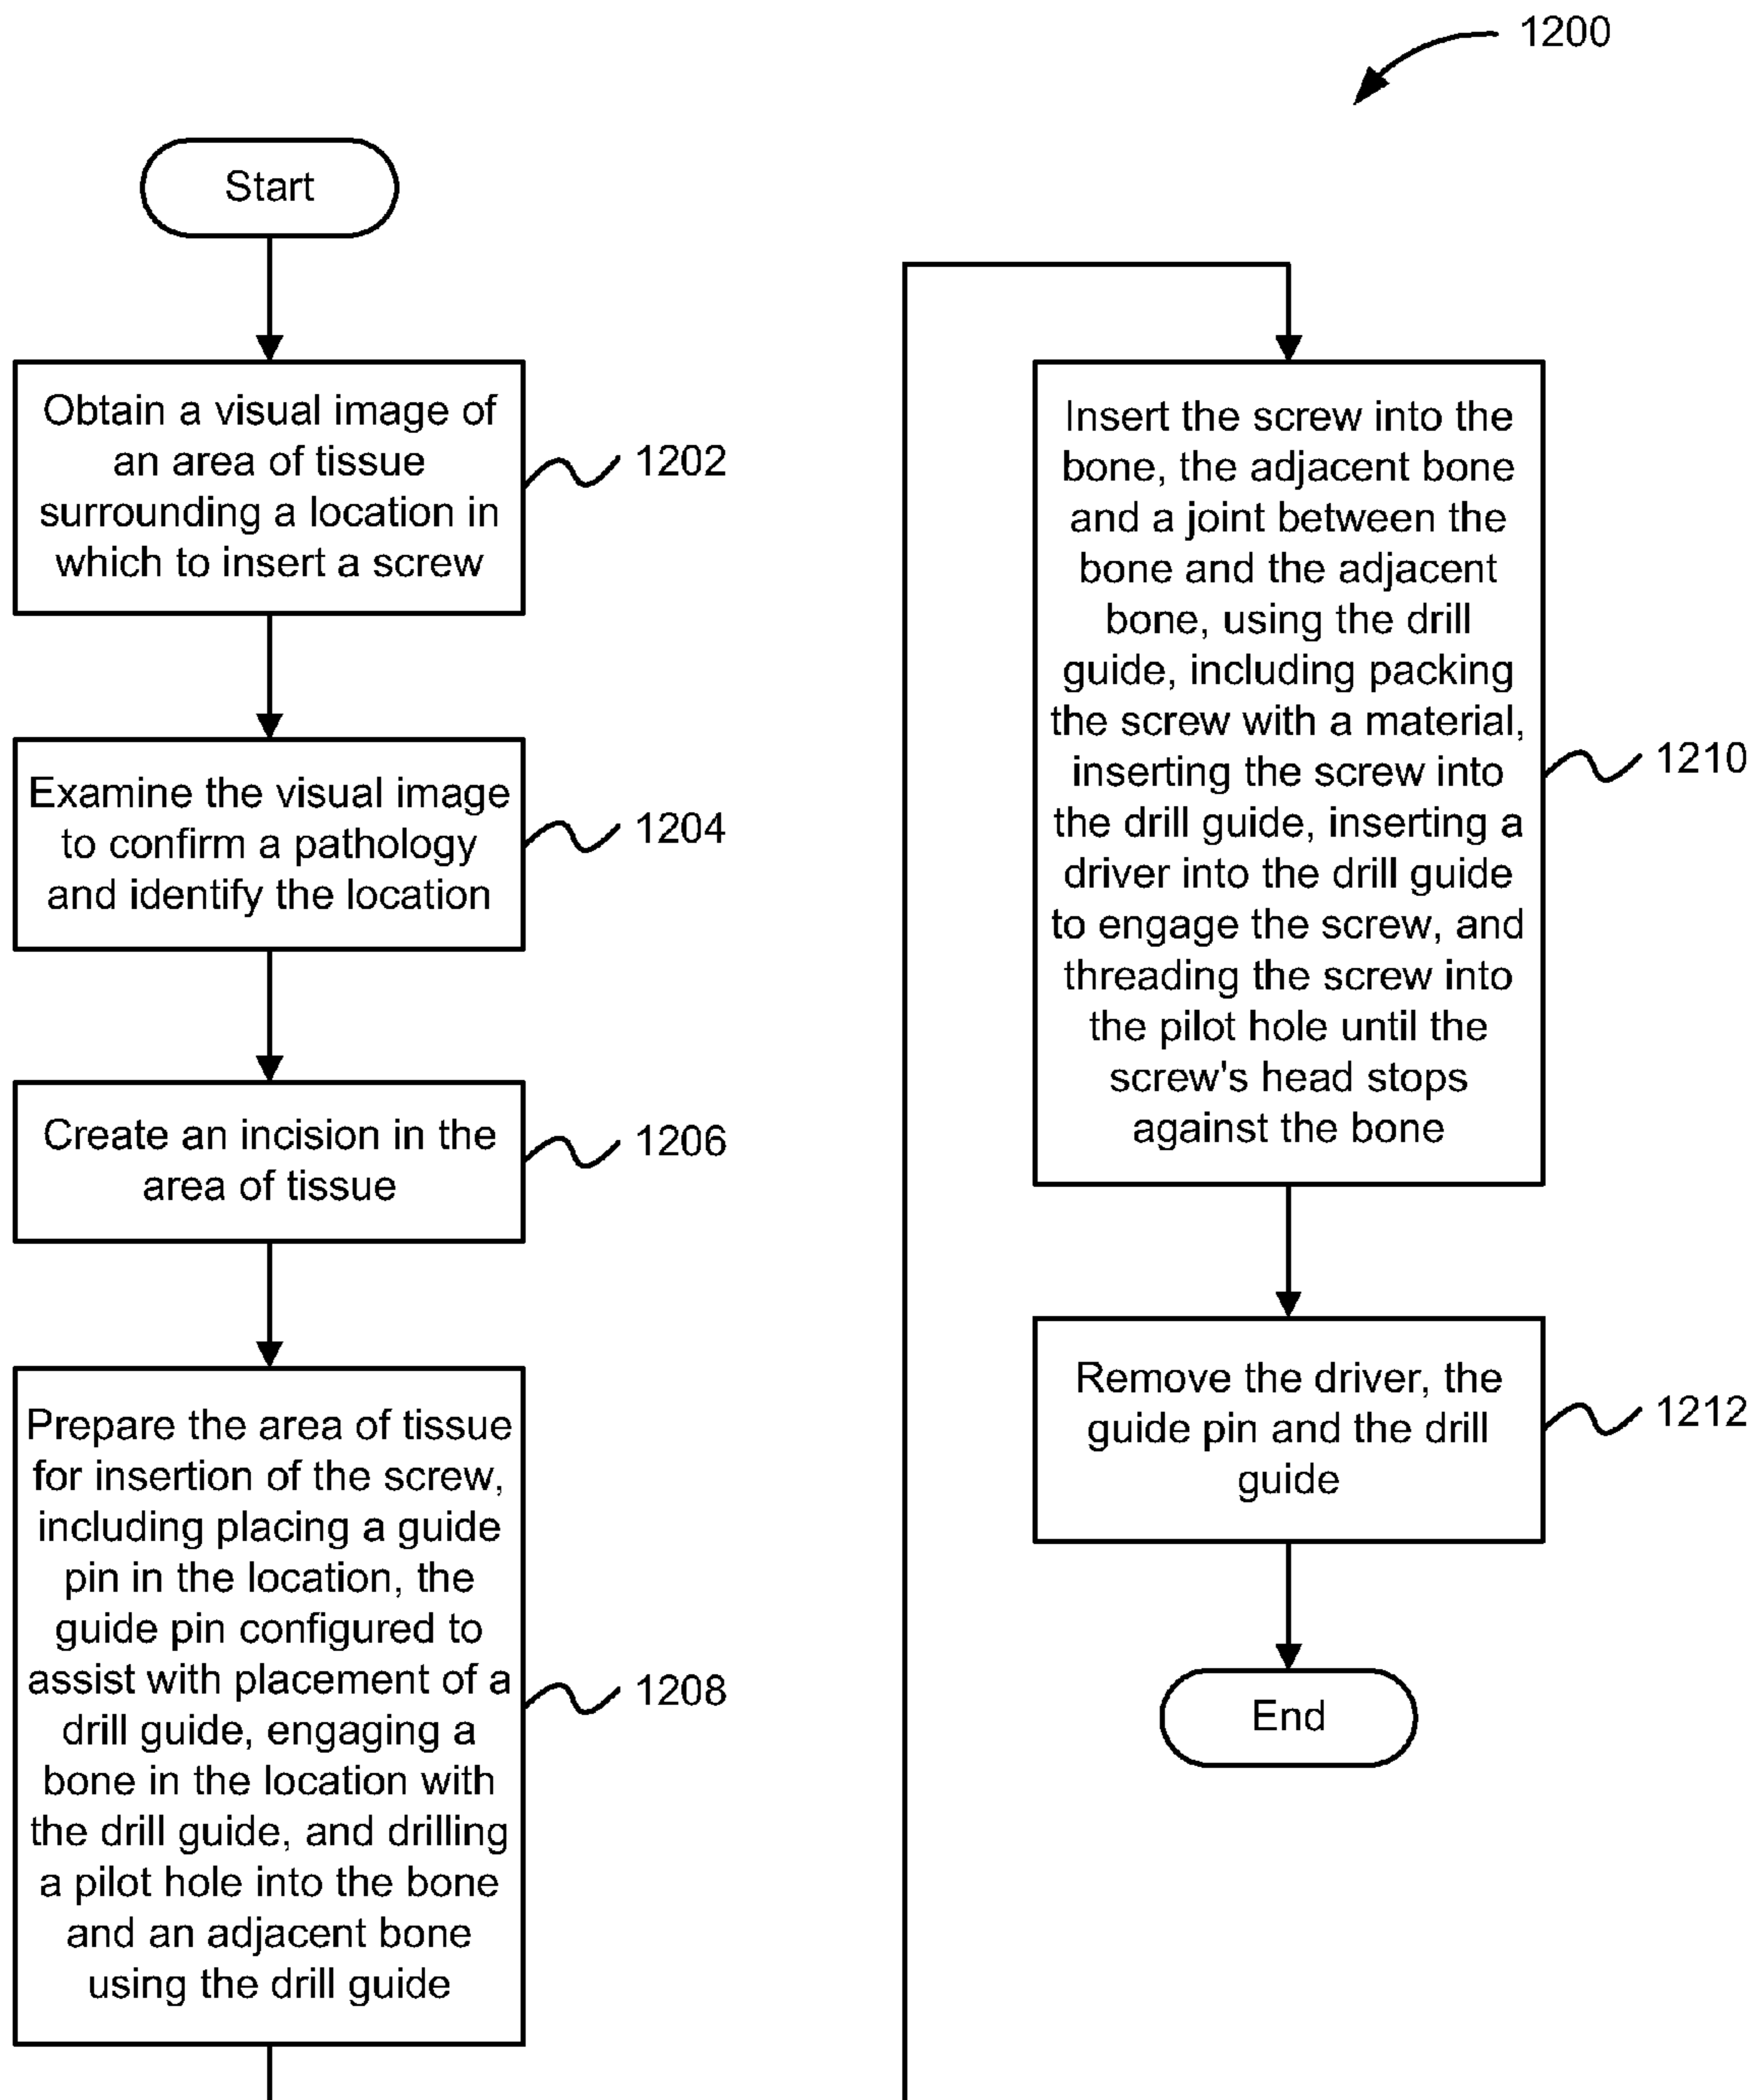 1200
Start
Obtain a visual image of
an area of tissue
surrounding a location in
which to insert a screw
1202
Examine the visual image
to confirm a pathology
and identify the location
1204
Create an incision in the
area of tissue
1206
Prepare the area of tissue
for insertion of the screw,
including placing a guide
pin in the location, the
guide pin configured to
assist with placement of a
drill guide, engaging a
bone in the location with
the drill guide, and drilling
a pilot hole into the bone
and an adjacent bone
using the drill guide
1208
Insert the screw into the
bone, the adjacent bone
and a joint between the
bone and the adjacent
bone, using the drill
guide, including packing
the screw with a material,
inserting the screw into
the drill guide, inserting a
driver into the drill guide
to engage the screw, and
threading the screw into
the pilot hole until the
screw's head stops
against the bone
1210
Remove the driver, the
guide pin and the drill
guide
1212
End